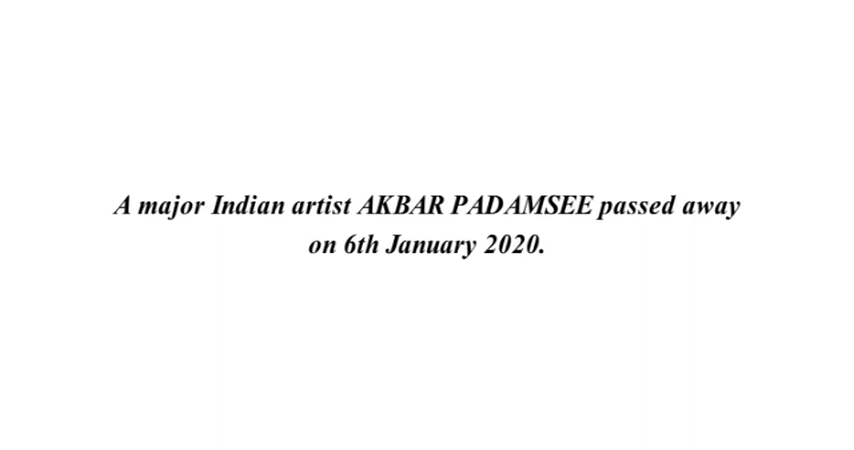 A major Indian artist AKBAR PADAMSEE passed away
on 6th January 2020.